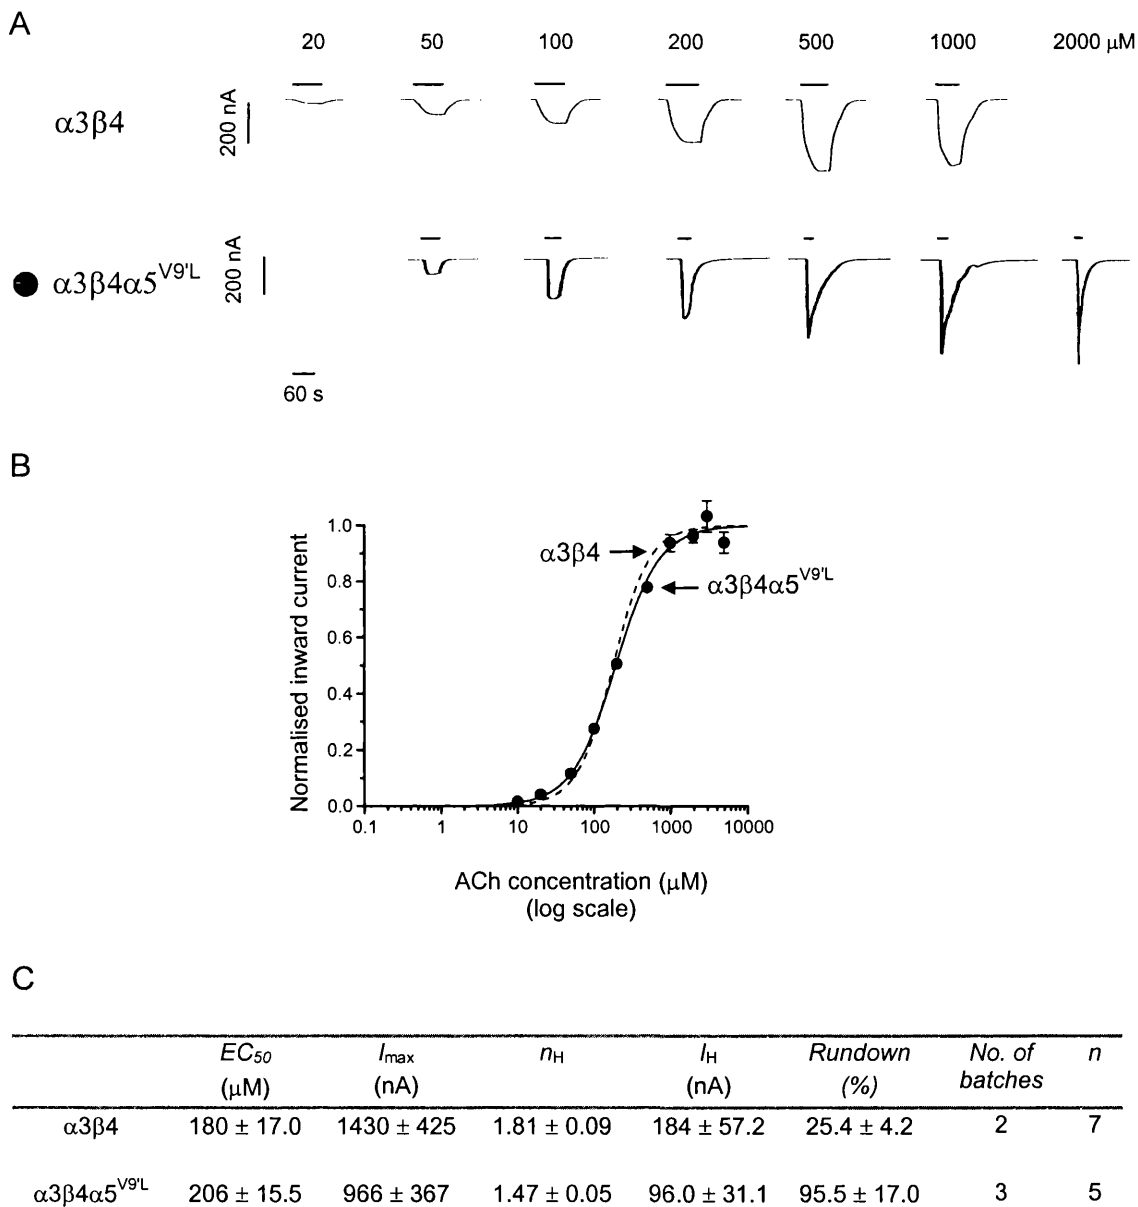 A
20 50 100 200 500 1000 2000 μM
α3β4
200 nA
α3β4α5V9'L
200 nA
60 s
B
1.0
0.8
0.6
0.4
0.2
0.0
Normalised inward current
α3β4
α3β4α5V9'L
0.1 1 10 100 1000 10000
ACh concentration (μM)
(log scale)
C
EC50 Imax nH IH Rundown No. of n
(μM) (nA) (nA) (%) batches
α3β4 180 ± 17.0 1430 ± 425 1.81 ± 0.09 184 ± 57.2 25.4 ± 4.2 2 7
α3β4α5V9'L 206 ± 15.5 966 ± 367 1.47 ± 0.05 96.0 ± 31.1 95.5 ± 17.0 3 5